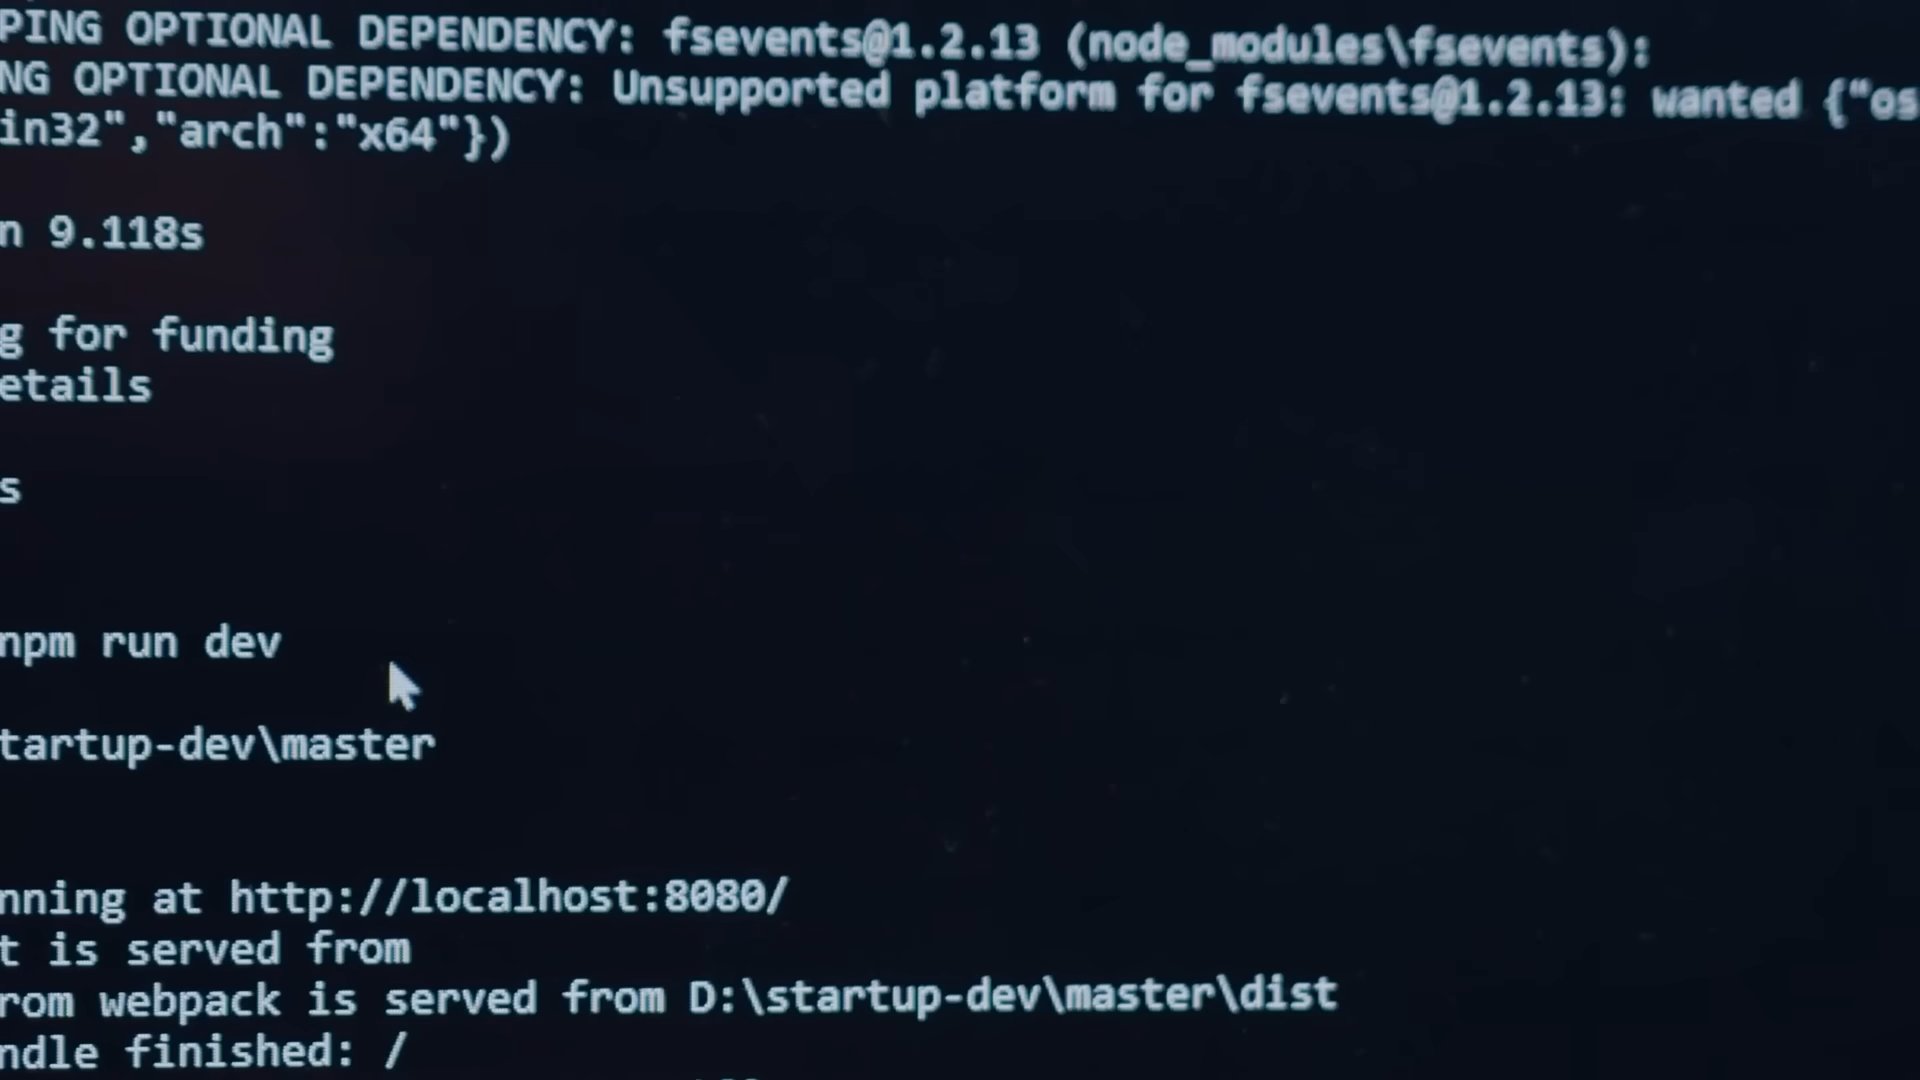 PING OPTIONAL DEPENDENCY: fsevents@1.2.13 (node_modules\fsevents):
NG OPTIONAL DEPENDENCY: Unsupported platform for fsevents@1.2.13: wanted {"os
in32","arch":"x64"})
n 9.118s
g for funding
etails
s
npm run dev
tartup-dev\master
nning at http://localhost:8080/
t is served from
rom webpack is served from D:\startup-dev\master\dist
ndle finished: /